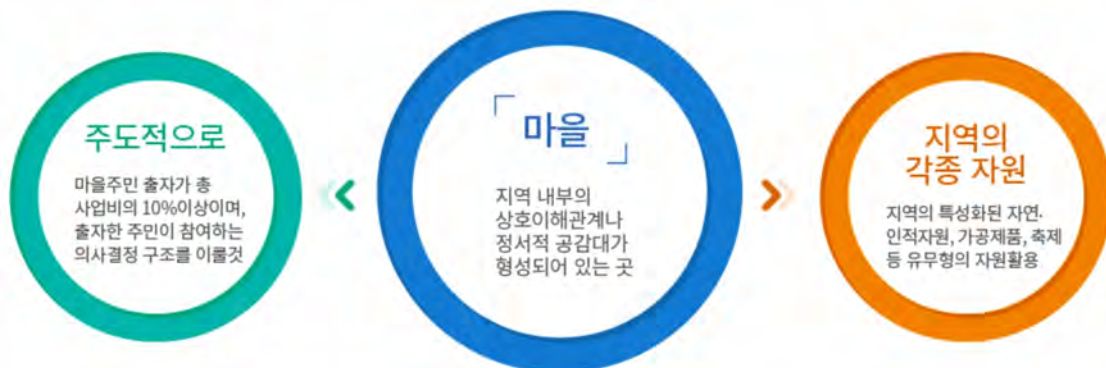 주도적으로
마을주민 출자가 총
사업비의 10%이상이며,
출자한 주민이 참여하는
의사결정 구조를 이룰것
「마을」
지역 내부의
상호이해관계나
정서적 공감대가
형성되어 있는 곳
지역의
각종 자원
지역의 특성화된 자연·
인적자원, 가공제품, 축제
등 유무형의 자원활용